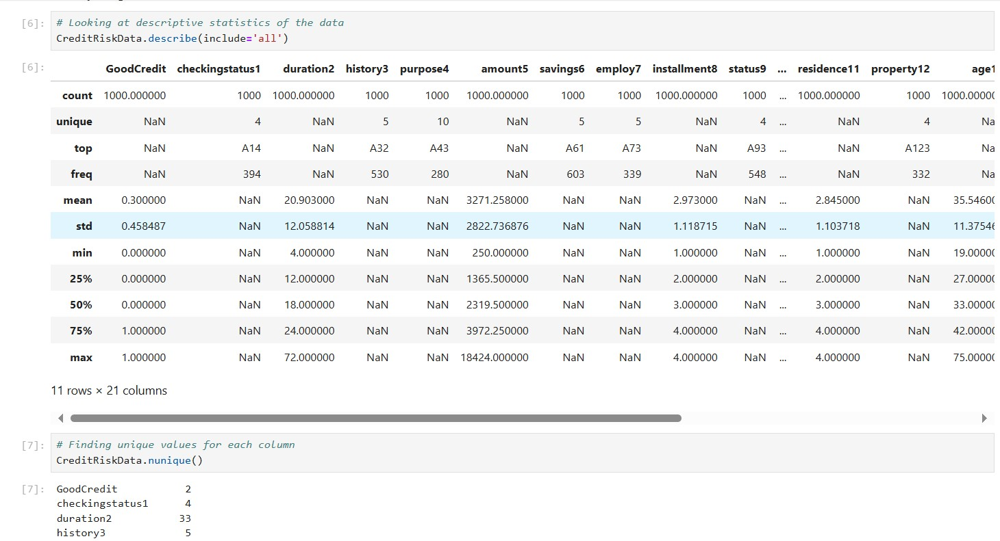 [6]: # Looking at descriptive statistics of the data
CreditRiskData.describe(include='all')
[6]: GoodCredit checkingstatus1 duration2 history3 purpose4 amount5 savings6 employ7 installment8 status9 ... residence11 property12 age1
count 1000.000000 1000 1000.000000 1000 1000 1000.000000 1000 1000 1000.000000 1000 ... 1000.000000 1000 1000.00000
unique NaN 4 NaN 5 10 NaN 5 5 NaN 4 ... NaN 4 Na
top NaN A14 NaN A32 A43 NaN A61 A73 NaN A93 ... NaN A123 Na
freq NaN 394 NaN 530 280 NaN 603 339 NaN 548 ... NaN 332 Na
mean 0.300000 NaN 20.903000 NaN NaN 3271.258000 NaN NaN 2.973000 NaN ... 2.845000 NaN 35.54600
std 0.458487 NaN 12.058814 NaN NaN 2822.736876 NaN NaN 1.118715 NaN ... 1.103718 NaN 11.37546
min 0.000000 NaN 4.000000 NaN NaN 250.000000 NaN NaN 1.000000 NaN ... 1.000000 NaN 19.00000
25% 0.000000 NaN 12.000000 NaN NaN 1365.500000 NaN NaN 2.000000 NaN ... 2.000000 NaN 27.00000
50% 0.000000 NaN 18.000000 NaN NaN 2319.500000 NaN NaN 3.000000 NaN ... 3.000000 NaN 33.00000
75% 1.000000 NaN 24.000000 NaN NaN 3972.250000 NaN NaN 4.000000 NaN ... 4.000000 NaN 42.00000
max 1.000000 NaN 72.000000 NaN NaN 18424.000000 NaN NaN 4.000000 NaN ... 4.000000 NaN 75.00000
11 rows × 21 columns
[7]: # Finding unique values for each column
CreditRiskData.nunique()
[7]: GoodCredit 2
checkingstatus1 4
duration2 33
history3 5